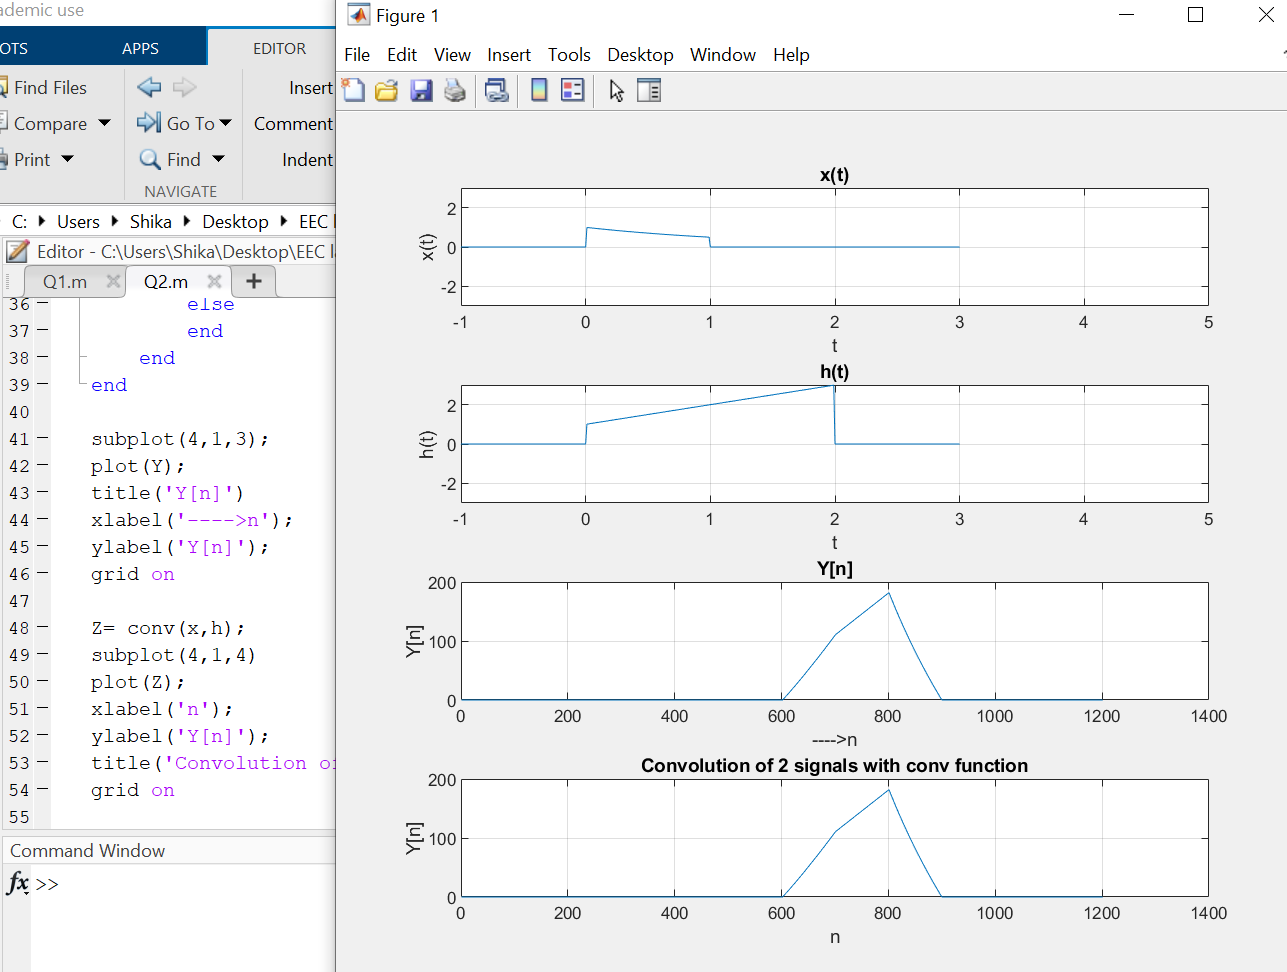 ademic use
Figure 1
OTS APPS EDITOR
File Edit View Insert Tools Desktop Window Help
Find Files
Insert
Compare
Go To
Comment
Print
Find
Indent
NAVIGATE
C: Users Shika Desktop EEC
Editor - C:\Users\Shika\Desktop\EEC la
Q1.m Q2.m +
36 else
37 end
38 end
39 end
40
41 subplot(4,1,3);
42 plot(Y);
43 title('Y[n]')
44 xlabel('---->n');
45 ylabel('Y[n]');
46 grid on
47
48 Z= conv(x,h);
49 subplot(4,1,4)
50 plot(Z);
51 xlabel('n');
52 ylabel('Y[n]');
53 title('Convolution o
54 grid on
55
Command Window
fx >>
x(t)
x(t)
2
0
-2
-1 0 1 2 3 4 5
t
h(t)
h(t)
2
0
-2
-1 0 1 2 3 4 5
t
Y[n]
Y[n]
200
100
0
0 200 400 600 800 1000 1200 1400
---->n
Convolution of 2 signals with conv function
Y[n]
200
100
0
0 200 400 600 800 1000 1200 1400
n